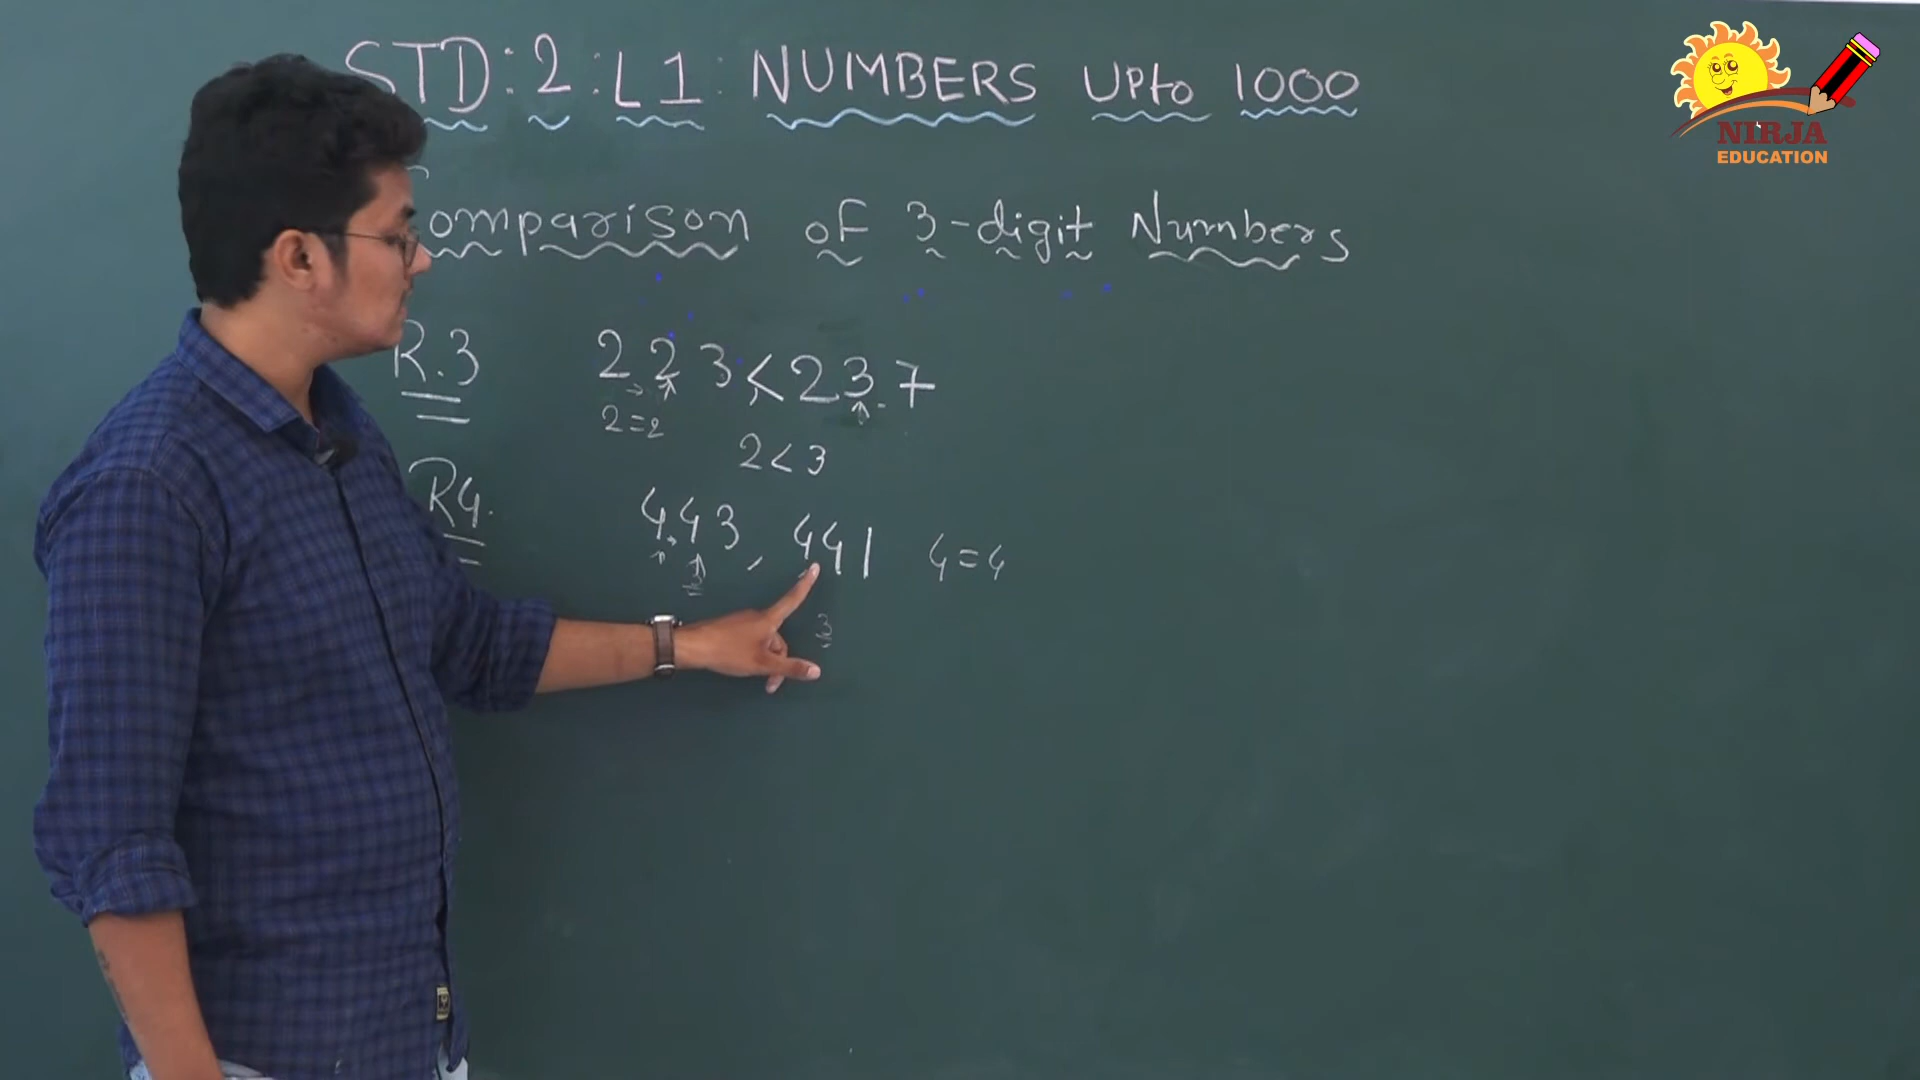 STD: 2 : L1: NUMBERS Upto 1000
NIRJA
EDUCATION
Comparison of 3-digit Numbers
R.3 223 < 237
2=2
2<3
R4. 443, 441 4=4